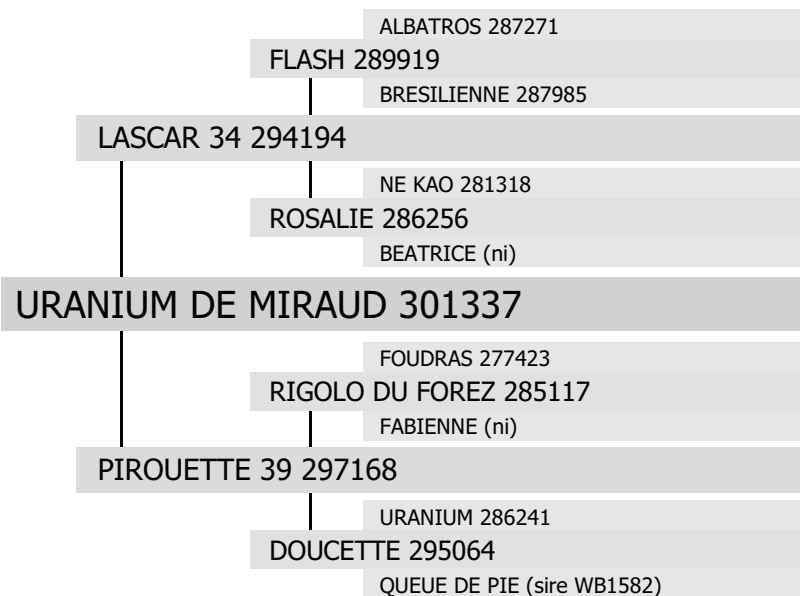 ALBATROS 287271
FLASH 289919
BRESILIENNE 287985
LASCAR 34 294194
NE KAO 281318
ROSALIE 286256
BEATRICE (ni)
URANIUM DE MIRAUD 301337
FOUDRAS 277423
RIGOLO DU FOREZ 285117
FABIENNE (ni)
PIROUETTE 39 297168
URANIUM 286241
DOUCETTE 295064
QUEUE DE PIE (sire WB1582)